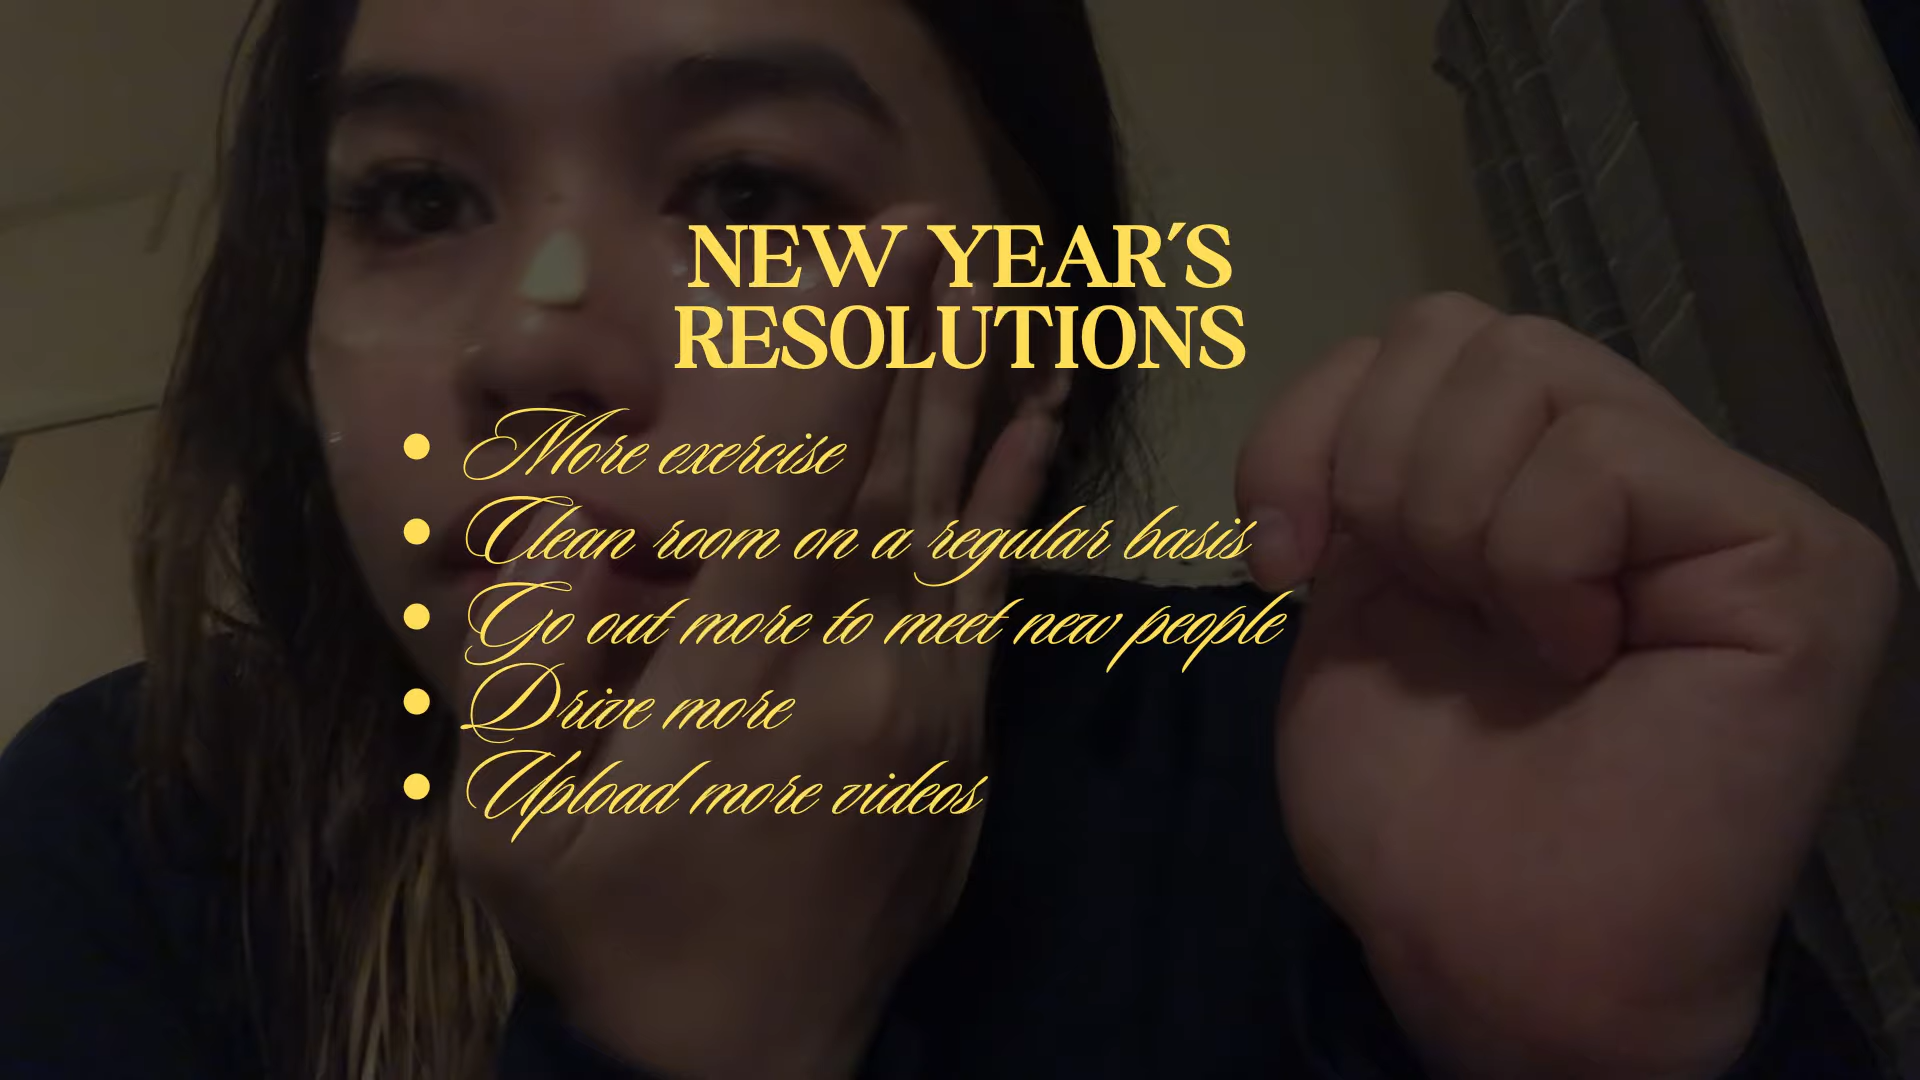 NEW YEAR'S
RESOLUTIONS
• More exercise
• Clean room on a regular basis
• Go out more to meet new people
• Drive more
• Upload more videos